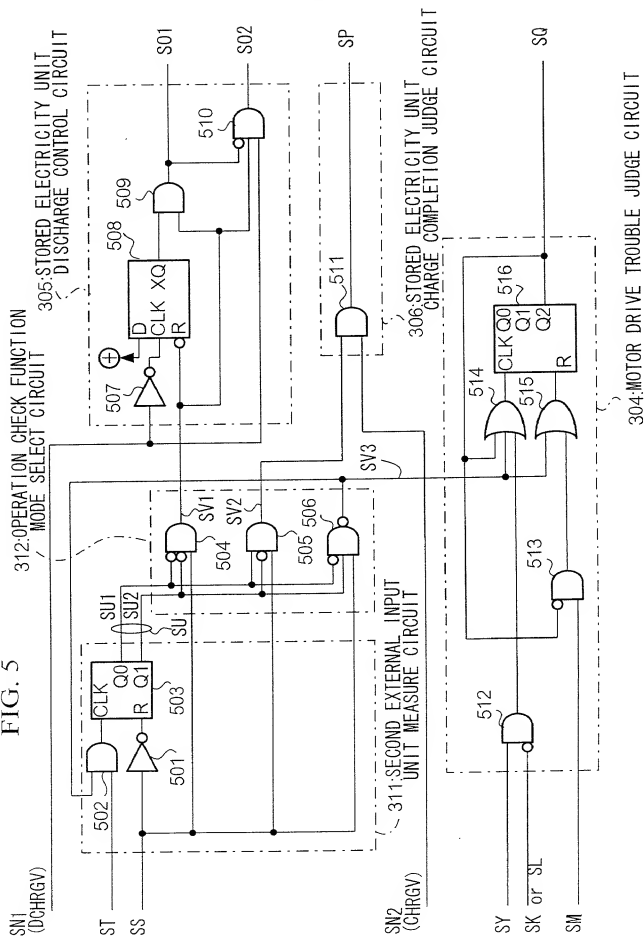 FIG. 5
312:OPERATION CHECK FUNCTION
MODE SELECT CIRCUIT
305:STORED ELECTRICITY UNIT
DISCHARGE CONTROL CIRCUIT
SN1
(DCHRGV)
507
D
CLK XQ
R
508
509
510
SO1
SO2
ST
SS
502
501
CLK
Q0
R
Q1
503
SU1
SU2
SU
504
505
506
SV1
SV2
SV3
511
SP
306:STORED ELECTRICITY UNIT
CHARGE COMPLETION JUDGE CIRCUIT
311:SECOND EXTERNAL INPUT
UNIT MEASURE CIRCUIT
SN2
(CHRGV)
SY
SK or SL
SM
512
513
514
515
CLK Q0
Q1
Q2
R
516
SQ
304:MOTOR DRIVE TROUBLE JUDGE CIRCUIT